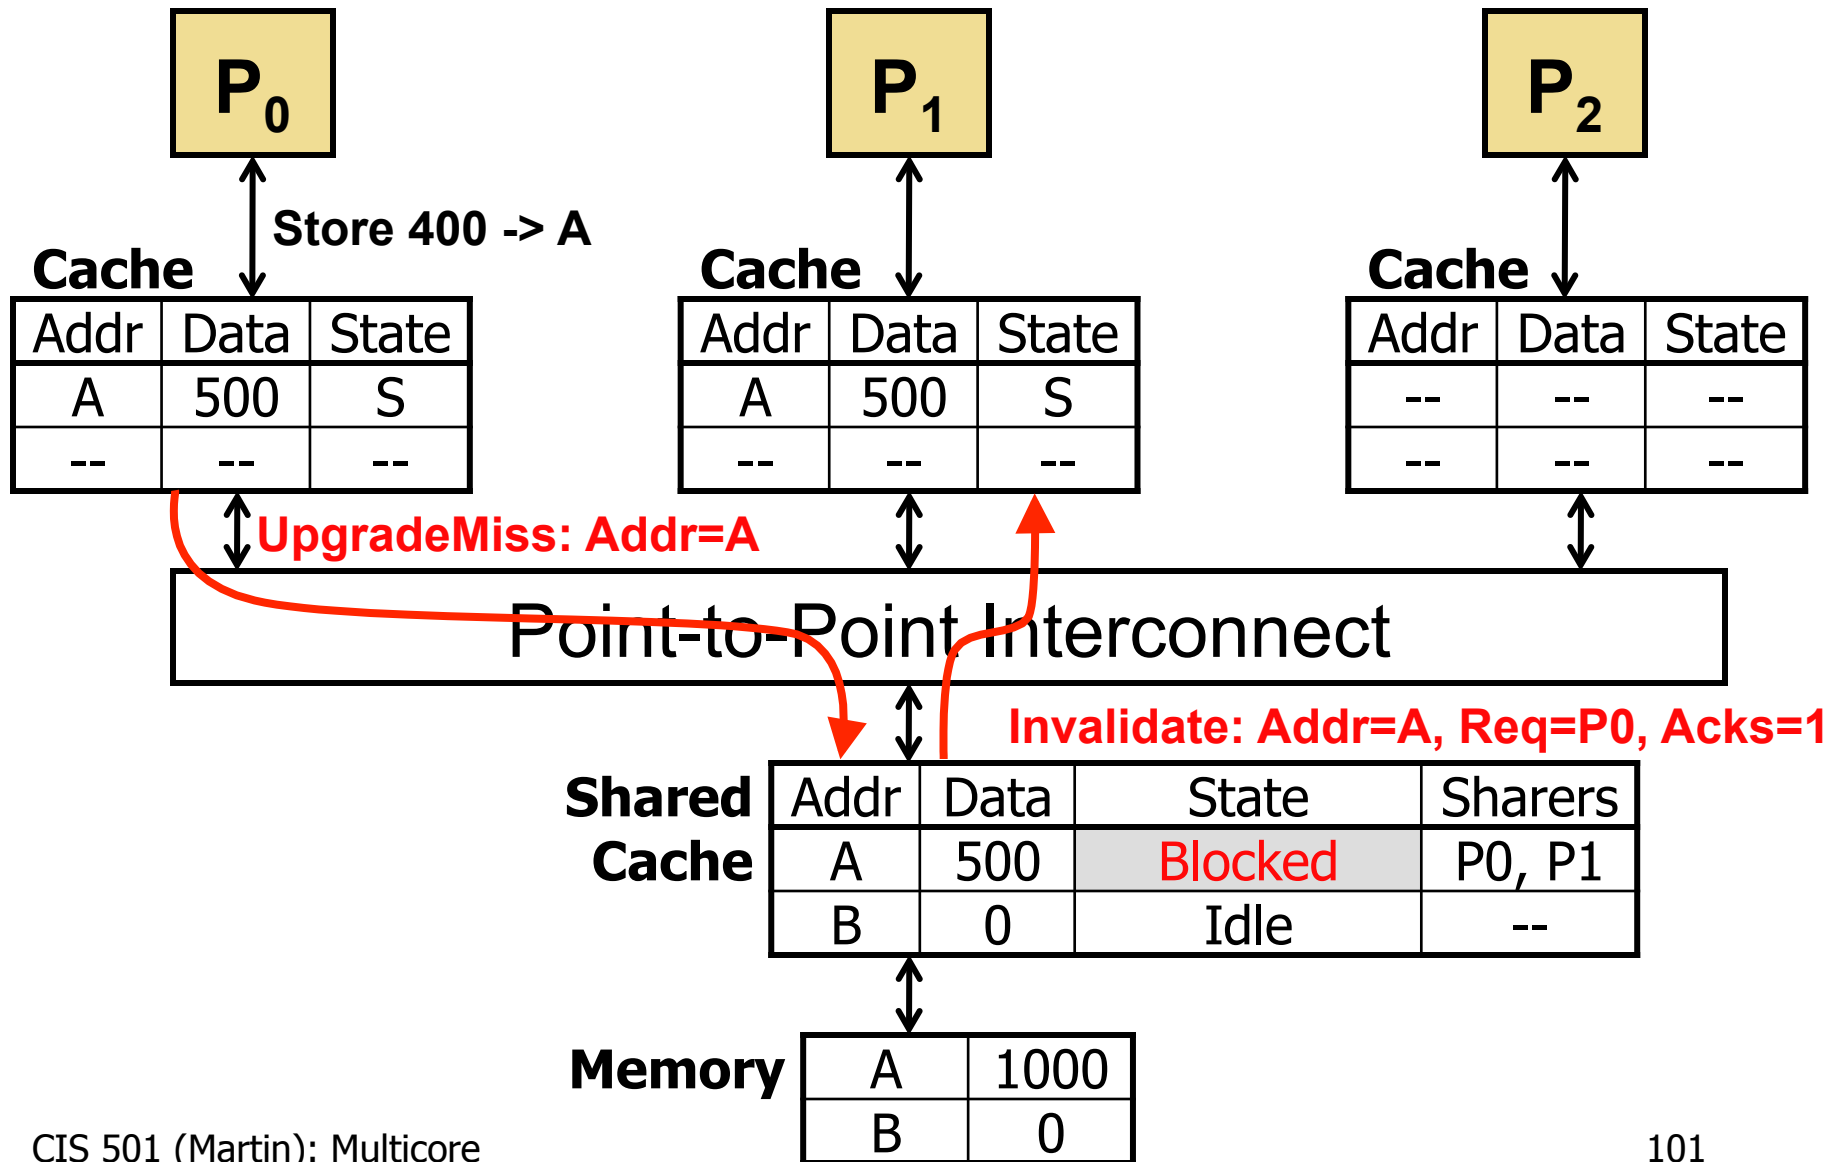 P0 P1 P2
Store 400 -> A
Cache Cache Cache
Addr Data State Addr Data State Addr Data State
A 500 S A 500 S -- -- --
-- -- -- -- -- -- -- -- --
UpgradeMiss: Addr=A
Point-to-Point Interconnect
Invalidate: Addr=A, Req=P0, Acks=1
Shared Addr Data State Sharers
Cache A 500 Blocked P0, P1
B 0 Idle --
Memory A 1000
B 0
CIS 501 (Martin): Multicore 101